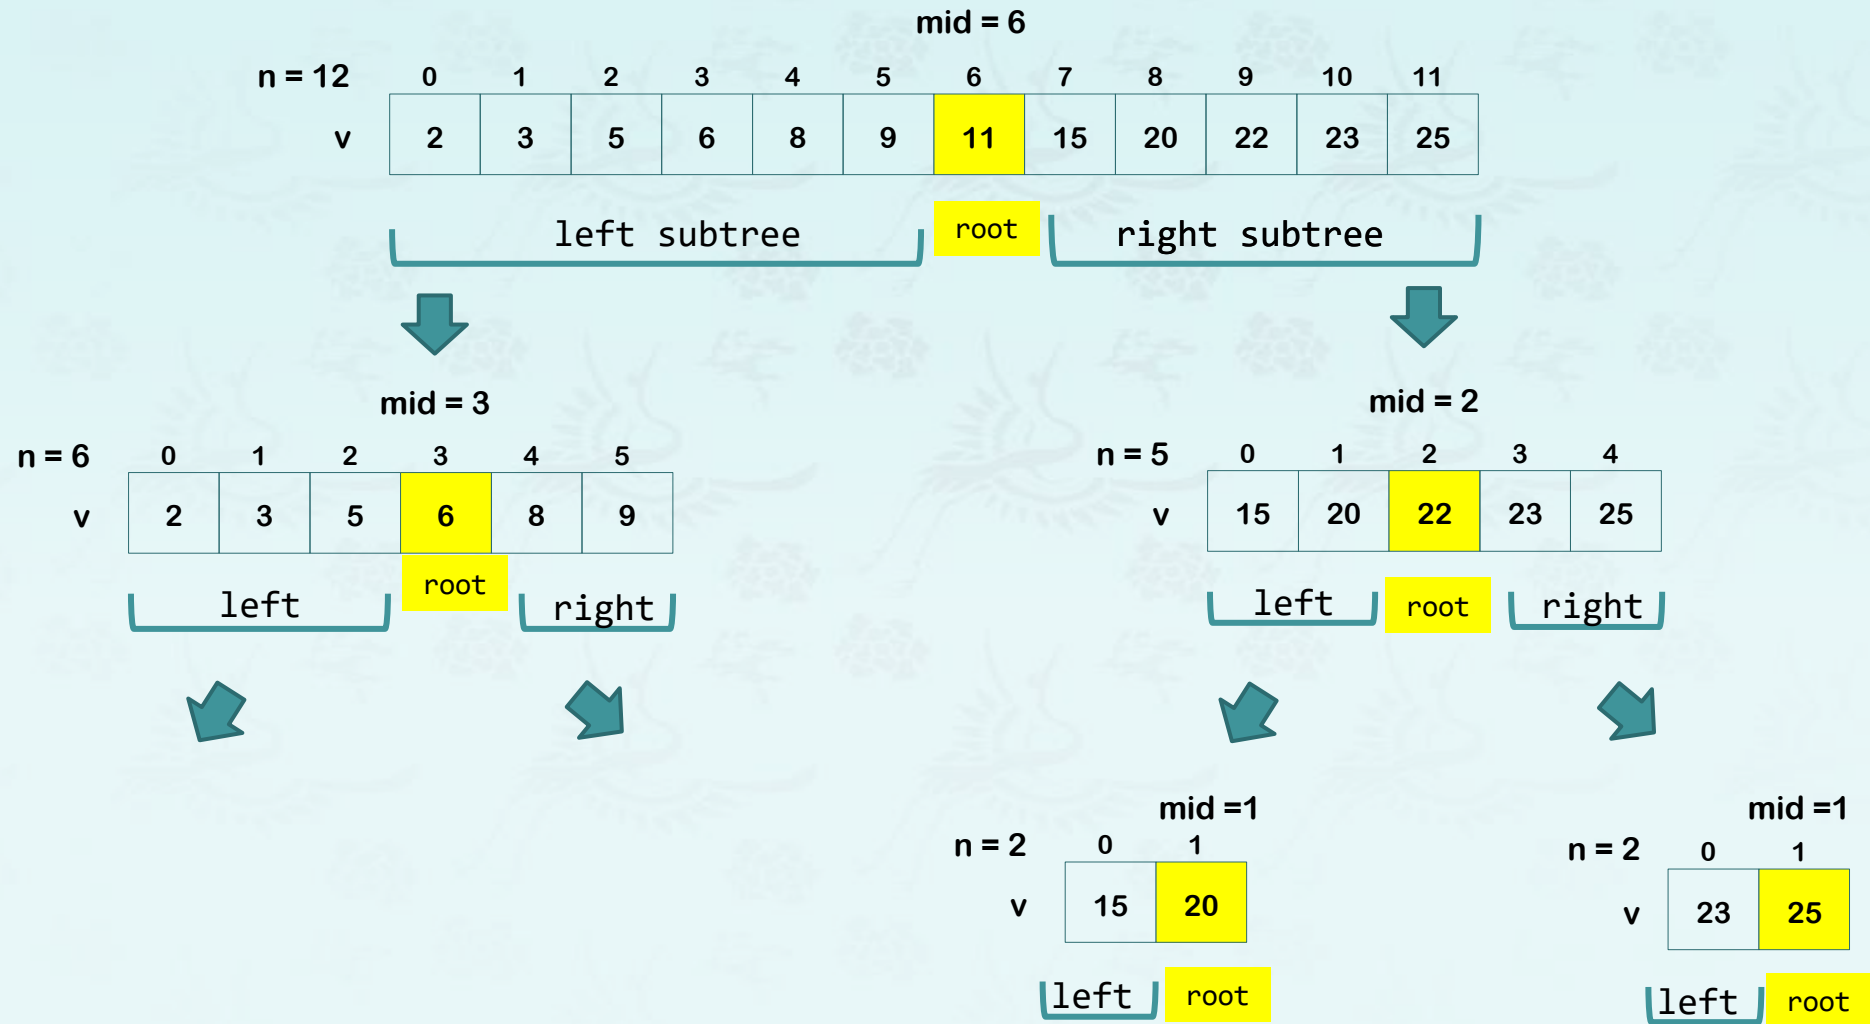 mid = 6
n = 12 0 1 2 3 4 5 6 7 8 9 10 11
v 2 3 5 6 8 9 11 15 20 22 23 25
left subtree root right subtree
mid = 3
n = 6 0 1 2 3 4 5
v 2 3 5 6 8 9
left root right
mid = 2
n = 5 0 1 2 3 4
v 15 20 22 23 25
left root right
mid =1
n = 2 0 1
v 15 20
left root
mid =1
n = 2 0 1
v 23 25
left root